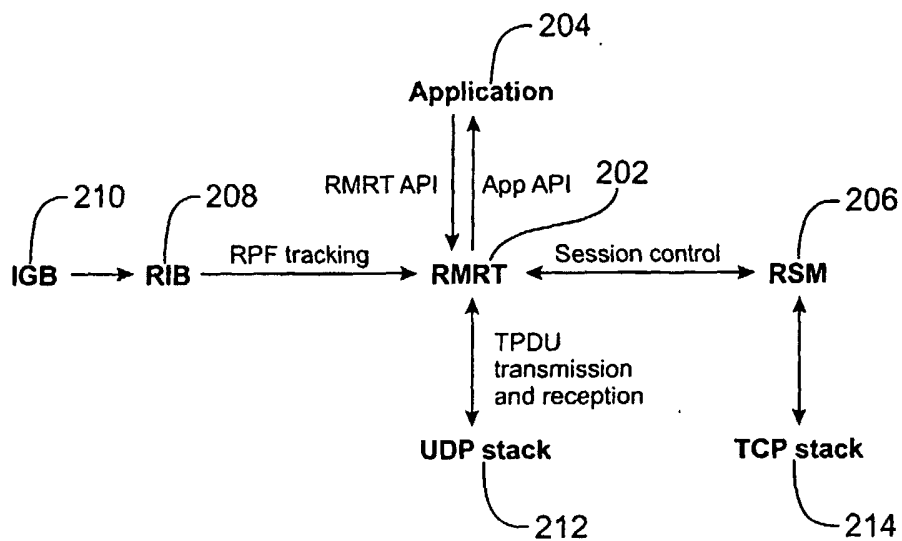 204
Application
RMRT API
App API
202
210
208
206
IGB
RIB
RPF tracking
RMRT
Session control
RSM
TPDU
transmission
and reception
UDP stack
TCP stack
212
214